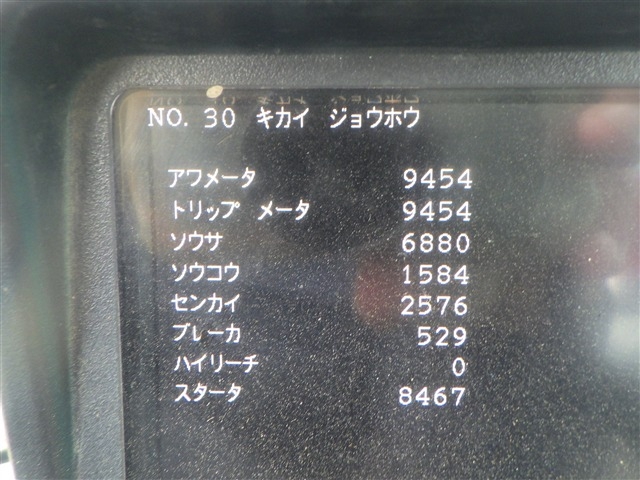 NO. 30 キカイ ジョウホウ
アワメータ 9454
トリップ メータ 9454
ソウサ 6880
ソウコウ 1584
センカイ 2576
ブレーカ 529
ハイリーチ 0
スタータ 8467